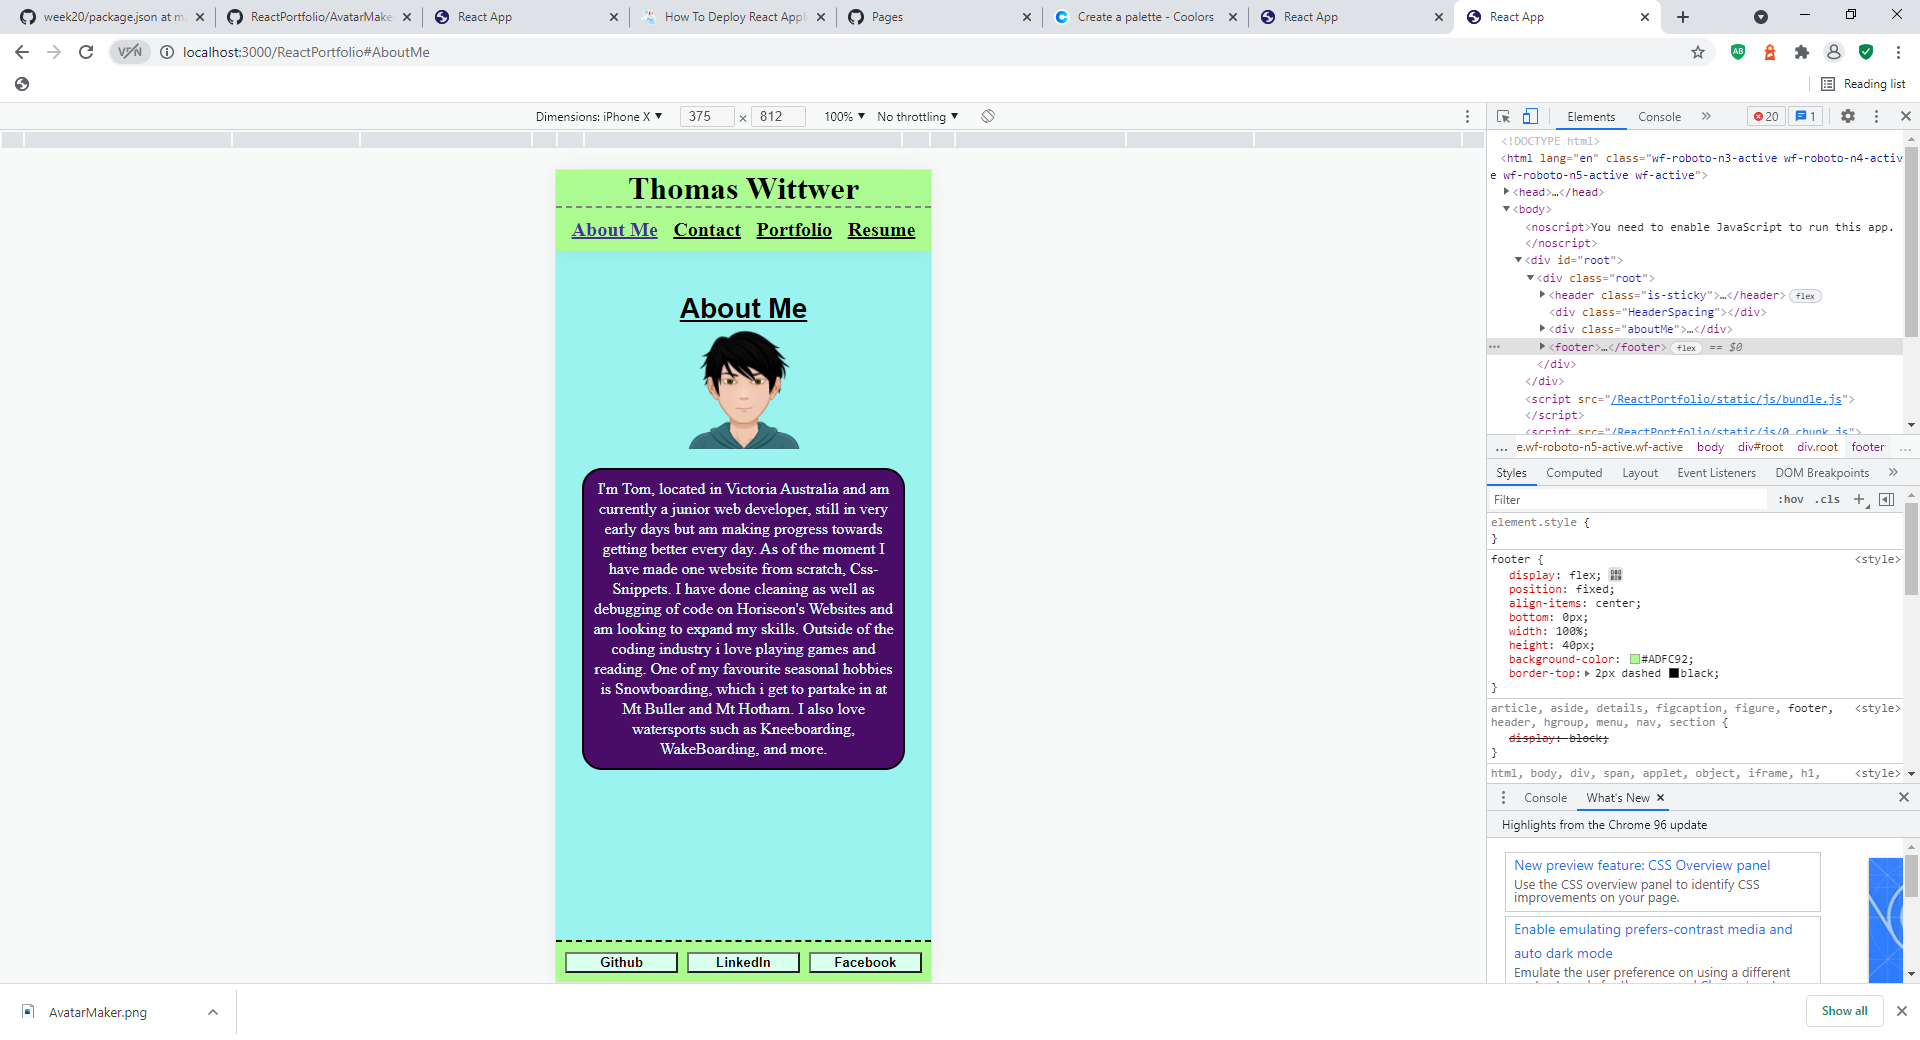 week20/package.json at m
ReactPortfolio/AvatarMake
React App
How To Deploy React Appli
Pages
Create a palette - Coolors
React App
React App
VPN
localhost:3000/ReactPortfolio#AboutMe
Reading list
Dimensions: iPhone X ▼ 375 × 812 100% ▼ No throttling ▼
Thomas Wittwer
About Me Contact Portfolio Resume
About Me
I'm Tom, located in Victoria Australia and am
currently a junior web developer, still in very
early days but am making progress towards
getting better every day. As of the moment I
have made one website from scratch, Css-
Snippets. I have done cleaning as well as
debugging of code on Horiseon's Websites and
am looking to expand my skills. Outside of the
coding industry i love playing games and
reading. One of my favourite seasonal hobbies
is Snowboarding, which i get to partake in at
Mt Buller and Mt Hotham. I also love
watersports such as Kneeboarding,
WakeBoarding, and more.
Github LinkedIn Facebook
Elements Console » 20 1
<!DOCTYPE html>
<html lang="en" class="wf-roboto-n3-active wf-roboto-n4-activ
e wf-roboto-n5-active wf-active">
<head>…</head>
<body>
<noscript>You need to enable JavaScript to run this app.
</noscript>
<div id="root">
<div class="root">
<header class="is-sticky">…</header> flex
<div class="HeaderSpacing"></div>
<div class="aboutMe">…</div>
… <footer>…</footer> flex == $0
</div>
</div>
<script src="/ReactPortfolio/static/js/bundle.js">
</script>
<script src="/ReactPortfolio/static/js/0.chunk.js">
… e.wf-roboto-n5-active.wf-active body div#root div.root footer …
Styles Computed Layout Event Listeners DOM Breakpoints »
Filter :hov .cls +
element.style {
}
footer { <style>
display: flex;
position: fixed;
align-items: center;
bottom: 0px;
width: 100%;
height: 40px;
background-color: #ADFC92;
border-top: 2px dashed black;
}
article, aside, details, figcaption, figure, footer, <style>
header, hgroup, menu, nav, section {
display: block;
}
html, body, div, span, applet, object, iframe, h1, <style>
Console What's New
Highlights from the Chrome 96 update
New preview feature: CSS Overview panel
Use the CSS overview panel to identify CSS
improvements on your page.
Enable emulating prefers-contrast media and
auto dark mode
Emulate the user preference on using a different
AvatarMaker.png
Show all